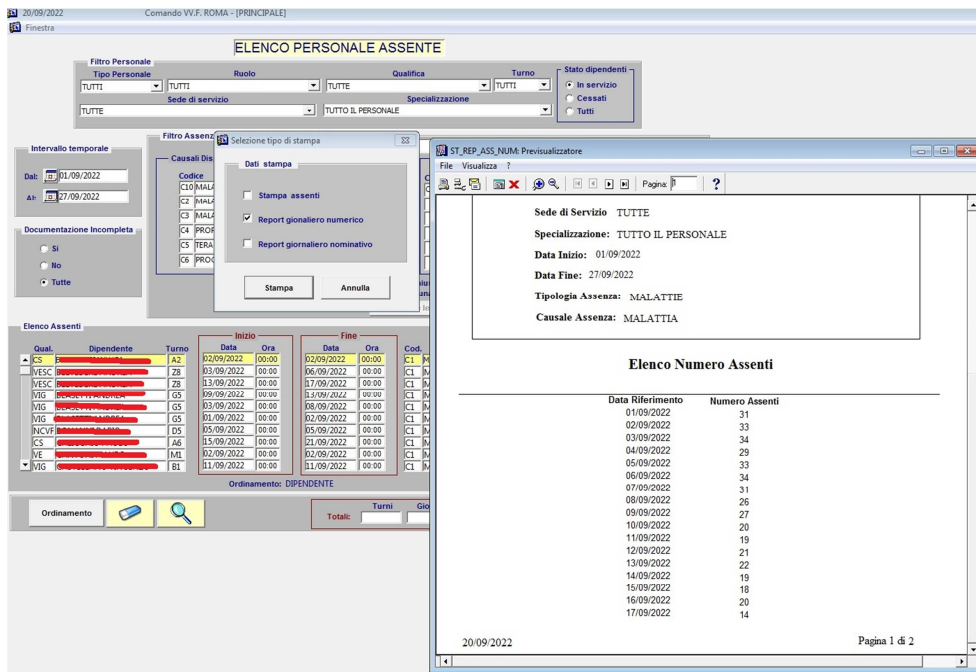 20/09/2022 Comando VV.F. ROMA - [PRINCIPALE]
Finestra
ELENCO PERSONALE ASSENTE
Filtro Personale
Tipo Personale Ruolo Qualifica Turno
TUTTI TUTTI TUTTE TUTTI
Sede di servizio Specializzazione
TUTTE TUTTO IL PERSONALE
Stato dipendenti
In servizio
Cessati
Tutti
Intervallo temporale
Dal: 01/09/2022
Al: 27/09/2022
Documentazione Incompleta
Si
No
Tutte
Filtro Assenz
Causali Dis
Codice
C10 MALA
C2 MALA
C3 MALA
C4 PROF
C5 TERA
C6 PROG
Selezione tipo di stampa
Dati stampa
Stampa assenti
Report gionaliero numerico
Report giornaliero nominativo
Stampa Annulla
Elenco Assenti
Inizio Fine
Qual. Dipendente Turno Data Ora Data Ora Cod.
CS A2 02/09/2022 00:00 02/09/2022 00:00 C1 M
VESC Z8 03/09/2022 00:00 06/09/2022 00:00 C1 M
VESC Z8 13/09/2022 00:00 17/09/2022 00:00 C1 M
VIG G5 09/09/2022 00:00 13/09/2022 00:00 C1 M
VIG G5 03/09/2022 00:00 08/09/2022 00:00 C1 M
VIG G5 01/09/2022 00:00 02/09/2022 00:00 C1 M
NCVF D5 05/09/2022 00:00 05/09/2022 00:00 C1 M
CS A6 15/09/2022 00:00 21/09/2022 00:00 C1 M
VE M1 02/09/2022 00:00 02/09/2022 00:00 C1 M
VIG B1 11/09/2022 00:00 11/09/2022 00:00 C1 M
Ordinamento: DIPENDENTE
Ordinamento
Turni Gio
Totali:
ST_REP_ASS_NUM: Previsualizzatore
File Visualizza ?
Pagina: 1
Sede di Servizio TUTTE
Specializzazione: TUTTO IL PERSONALE
Data Inizio: 01/09/2022
Data Fine: 27/09/2022
Tipologia Assenza: MALATTIE
Causale Assenza: MALATTIA
Elenco Numero Assenti
Data Riferimento Numero Assenti
01/09/2022 31
02/09/2022 33
03/09/2022 34
04/09/2022 29
05/09/2022 33
06/09/2022 34
07/09/2022 31
08/09/2022 26
09/09/2022 27
10/09/2022 20
11/09/2022 19
12/09/2022 21
13/09/2022 22
14/09/2022 19
15/09/2022 18
16/09/2022 20
17/09/2022 14
20/09/2022 Pagina 1 di 2